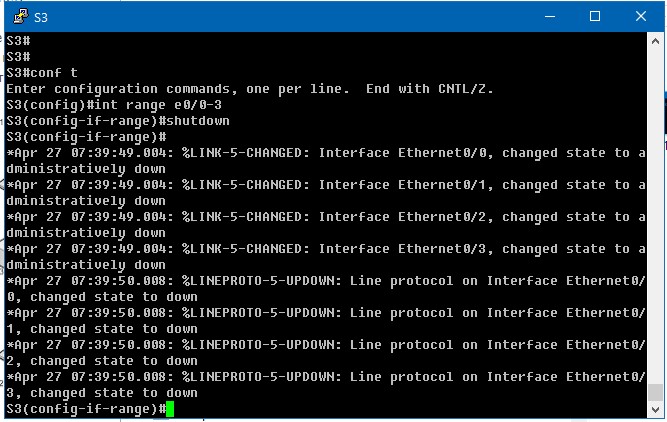 S3
S3#
S3#
S3#conf t
Enter configuration commands, one per line.  End with CNTL/Z.
S3(config)#int range e0/0-3
S3(config-if-range)#shutdown
S3(config-if-range)#
*Apr 27 07:39:49.004: %LINK-5-CHANGED: Interface Ethernet0/0, changed state to a
dministratively down
*Apr 27 07:39:49.004: %LINK-5-CHANGED: Interface Ethernet0/1, changed state to a
dministratively down
*Apr 27 07:39:49.004: %LINK-5-CHANGED: Interface Ethernet0/2, changed state to a
dministratively down
*Apr 27 07:39:49.004: %LINK-5-CHANGED: Interface Ethernet0/3, changed state to a
dministratively down
*Apr 27 07:39:50.008: %LINEPROTO-5-UPDOWN: Line protocol on Interface Ethernet0/
0, changed state to down
*Apr 27 07:39:50.008: %LINEPROTO-5-UPDOWN: Line protocol on Interface Ethernet0/
1, changed state to down
*Apr 27 07:39:50.008: %LINEPROTO-5-UPDOWN: Line protocol on Interface Ethernet0/
2, changed state to down
*Apr 27 07:39:50.008: %LINEPROTO-5-UPDOWN: Line protocol on Interface Ethernet0/
3, changed state to down
S3(config-if-range)#